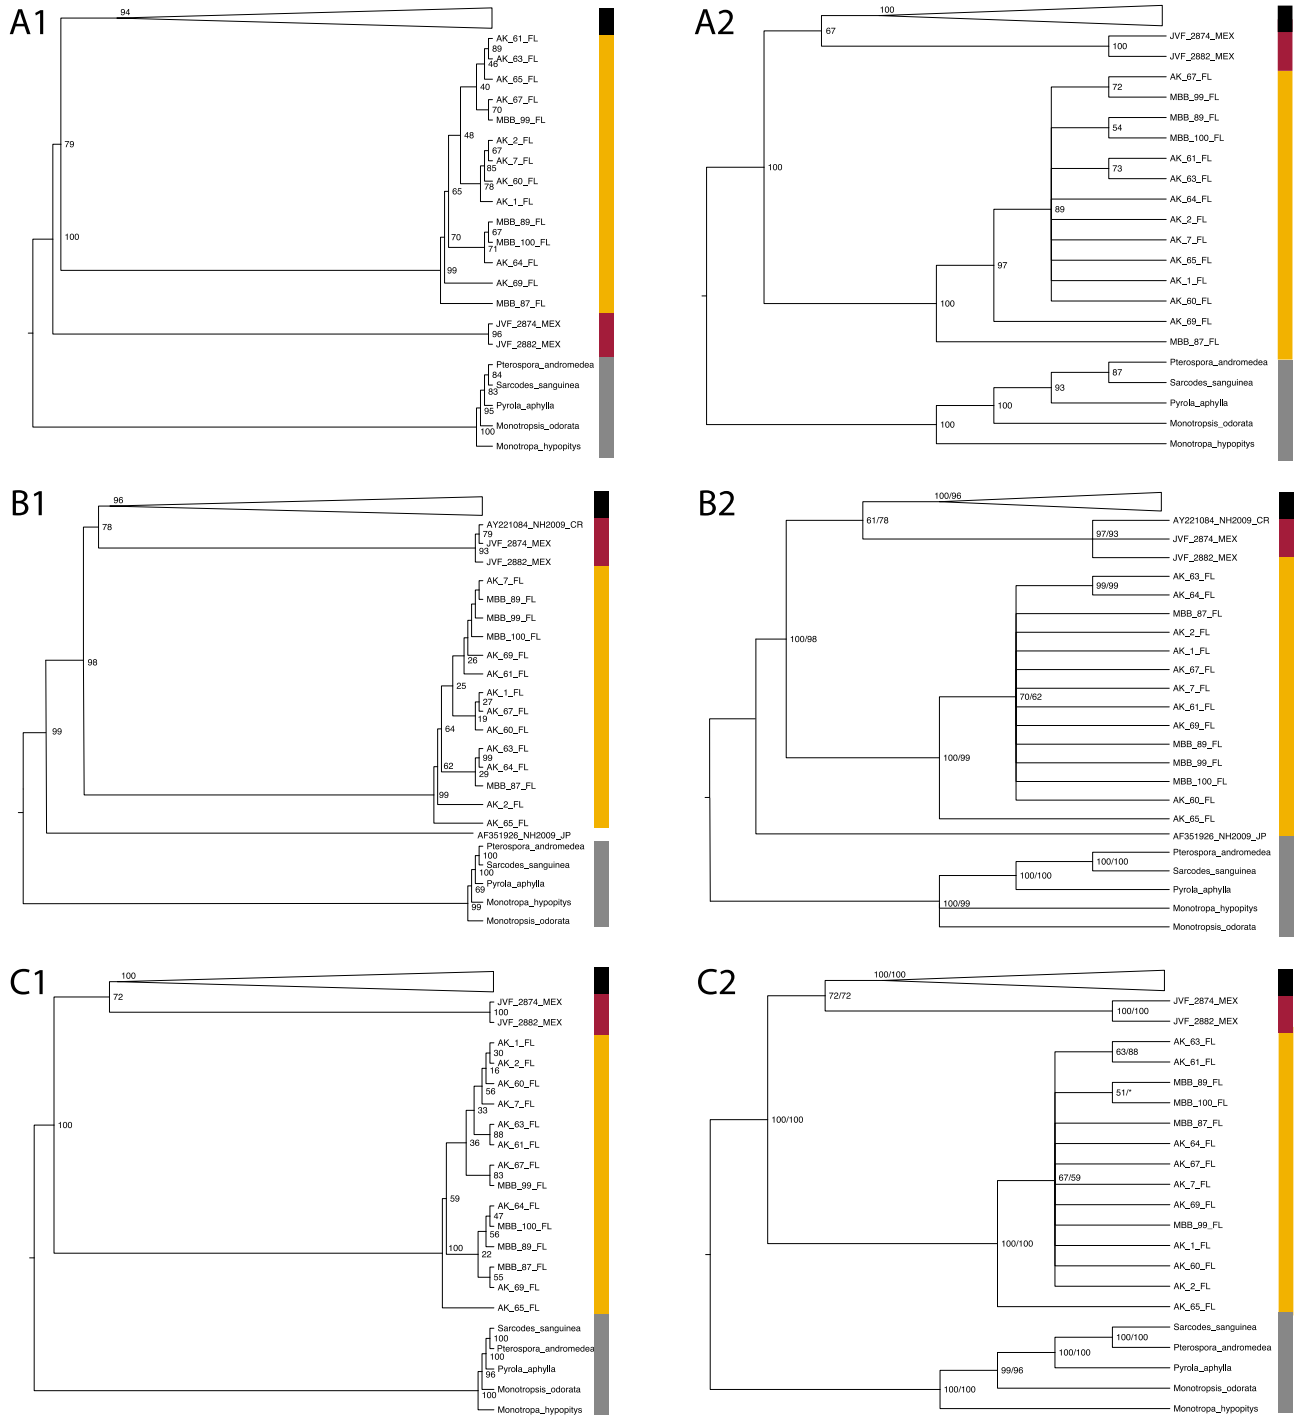 A1
94
AK_61_FL
89
AK_63_FL
46
AK_65_FL
40
AK_67_FL
70
MBB_99_FL
48
AK_2_FL
67
79
AK_7_FL
85
AK_60_FL
78
65
AK_1_FL
MBB_89_FL
67
70
MBB_100_FL
71
100
AK_64_FL
99
AK_69_FL
MBB_87_FL
JVF_2874_MEX
96
JVF_2882_MEX
Pterospora_andromedea
84
Sarcodes_sanguinea
83
Pyrola_aphylla
95
Monotropsis_odorata
100
Monotropa_hypopitys
A2
100
67
JVF_2874_MEX
100
JVF_2882_MEX
AK_67_FL
72
MBB_99_FL
MBB_89_FL
54
MBB_100_FL
AK_61_FL
100
73
AK_63_FL
AK_64_FL
89
AK_2_FL
AK_7_FL
AK_65_FL
97
AK_1_FL
AK_60_FL
100
AK_69_FL
MBB_87_FL
Pterospora_andromedea
87
Sarcodes_sanguinea
93
Pyrola_aphylla
100
Monotropsis_odorata
100
Monotropa_hypopitys
B1
96
78
AY221084_NH2009_CR
79
JVF_2874_MEX
93
JVF_2882_MEX
AK_7_FL
MBB_89_FL
MBB_99_FL
MBB_100_FL
AK_69_FL
26
98
AK_61_FL
25
AK_1_FL
27
AK_67_FL
19
AK_60_FL
64
99
AK_63_FL
99
62
AK_64_FL
29
MBB_87_FL
99
AK_2_FL
AK_65_FL
AF351926_NH2009_JP
Pterospora_andromedea
100
Sarcodes_sanguinea
100
Pyrola_aphylla
69
Monotropa_hypopitys
99
Monotropsis_odorata
B2
100/96
61/78
AY221084_NH2009_CR
97/93
JVF_2874_MEX
JVF_2882_MEX
AK_63_FL
99/99
AK_64_FL
MBB_87_FL
AK_2_FL
100/98
AK_1_FL
AK_67_FL
AK_7_FL
70/62
AK_61_FL
AK_69_FL
MBB_89_FL
100/99
MBB_99_FL
MBB_100_FL
AK_60_FL
AK_65_FL
AF351926_NH2009_JP
Pterospora_andromedea
100/100
Sarcodes_sanguinea
100/100
Pyrola_aphylla
100/99
Monotropa_hypopitys
Monotropsis_odorata
C1
100
72
JVF_2874_MEX
100
JVF_2882_MEX
AK_1_FL
30
AK_2_FL
16
AK_60_FL
56
AK_7_FL
33
100
AK_63_FL
88
36
AK_61_FL
AK_67_FL
83
MBB_99_FL
59
AK_64_FL
47
MBB_100_FL
56
100
MBB_89_FL
22
MBB_87_FL
55
AK_69_FL
AK_65_FL
Sarcodes_sanguinea
100
Pterospora_andromedea
100
Pyrola_aphylla
96
Monotropsis_odorata
100
Monotropa_hypopitys
C2
100/100
72/72
JVF_2874_MEX
100/100
JVF_2882_MEX
AK_63_FL
63/88
AK_61_FL
MBB_89_FL
51/*
MBB_100_FL
MBB_87_FL
100/100
AK_64_FL
AK_67_FL
67/59
AK_7_FL
AK_69_FL
MBB_99_FL
100/100
AK_1_FL
AK_60_FL
AK_2_FL
AK_65_FL
Sarcodes_sanguinea
100/100
Pterospora_andromedea
100/100
Pyrola_aphylla
99/96
Monotropsis_odorata
100/100
Monotropa_hypopitys